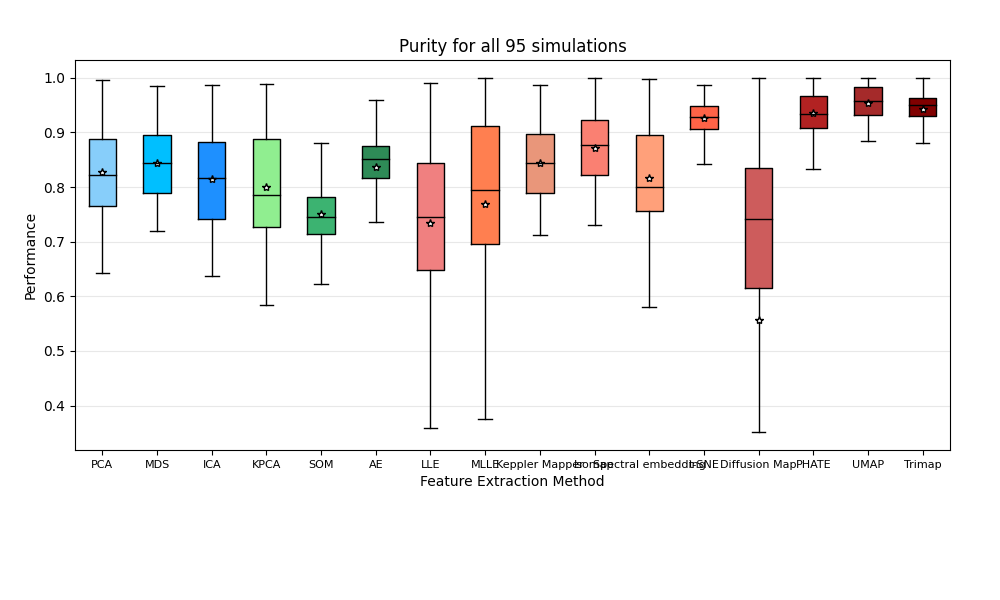 Purity for all 95 simulations
Performance
1.0
0.9
0.8
0.7
0.6
0.5
0.4
PCA MDS ICA KPCA SOM AE LLE MLLE Keppler Mapper Isomap Spectral embedding t-SNE Diffusion Map PHATE UMAP Trimap
Feature Extraction Method